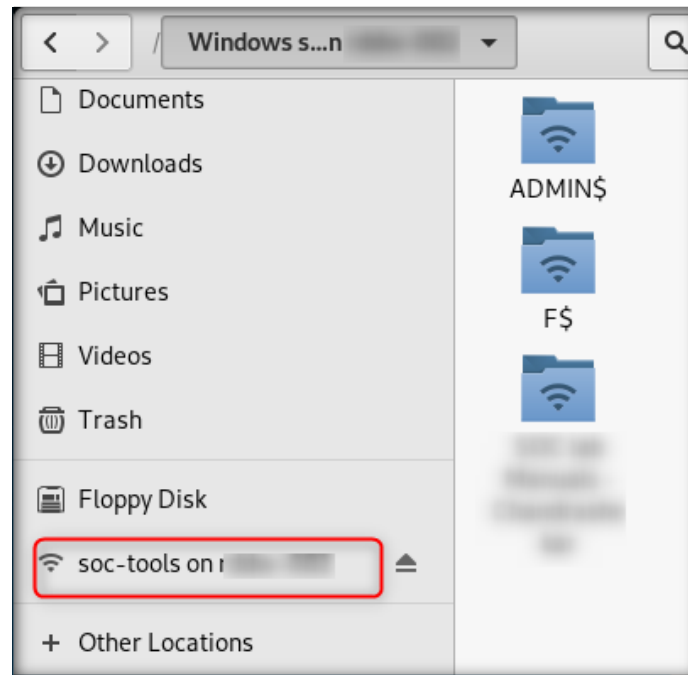 / Windows s...n
Documents
Downloads
Music
Pictures
Videos
Trash
Floppy Disk
soc-tools on
+ Other Locations
ADMIN$
F$